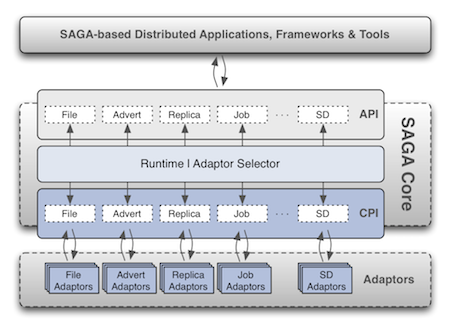 SAGA-based Distributed Applications, Frameworks & Tools
File Advert Replica Job · · · SD API
Runtime | Adaptor Selector
SAGA Core
File Advert Replica Job · · · SD CPI
File Adaptors
Advert Adaptors
Replica Adaptors
Job Adaptors
SD Adaptors
Adaptors